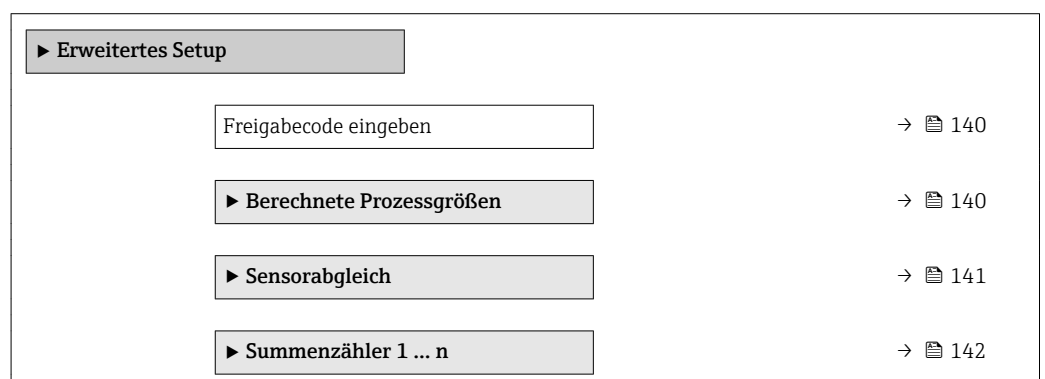 ▶ Erweitertes Setup
Freigabecode eingeben → 140
▶ Berechnete Prozessgrößen → 140
▶ Sensorabgleich → 141
▶ Summenzähler 1 … n → 142